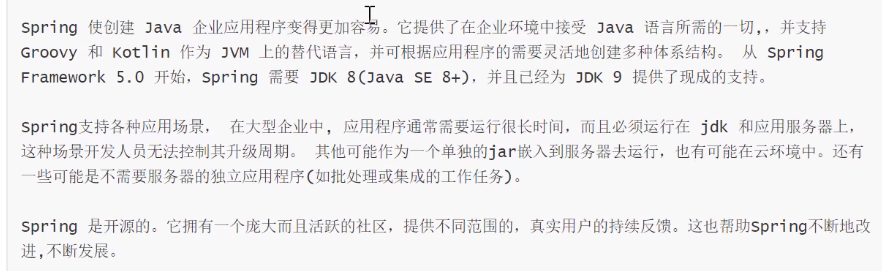 Spring 使创建 Java 企业应用程序变得更加容易。它提供了在企业环境中接受 Java 语言所需的一切,，并支持
Groovy 和 Kotlin 作为 JVM 上的替代语言，并可根据应用程序的需要灵活地创建多种体系结构。 从 Spring
Framework 5.0 开始，Spring 需要 JDK 8(Java SE 8+)，并且已经为 JDK 9 提供了现成的支持。
Spring支持各种应用场景， 在大型企业中, 应用程序通常需要运行很长时间，而且必须运行在 jdk 和应用服务器上，
这种场景开发人员无法控制其升级周期。 其他可能作为一个单独的jar嵌入到服务器去运行，也有可能在云环境中。还有
一些可能是不需要服务器的独立应用程序(如批处理或集成的工作任务)。
Spring 是开源的。它拥有一个庞大而且活跃的社区，提供不同范围的，真实用户的持续反馈。这也帮助Spring不断地改
进,不断发展。